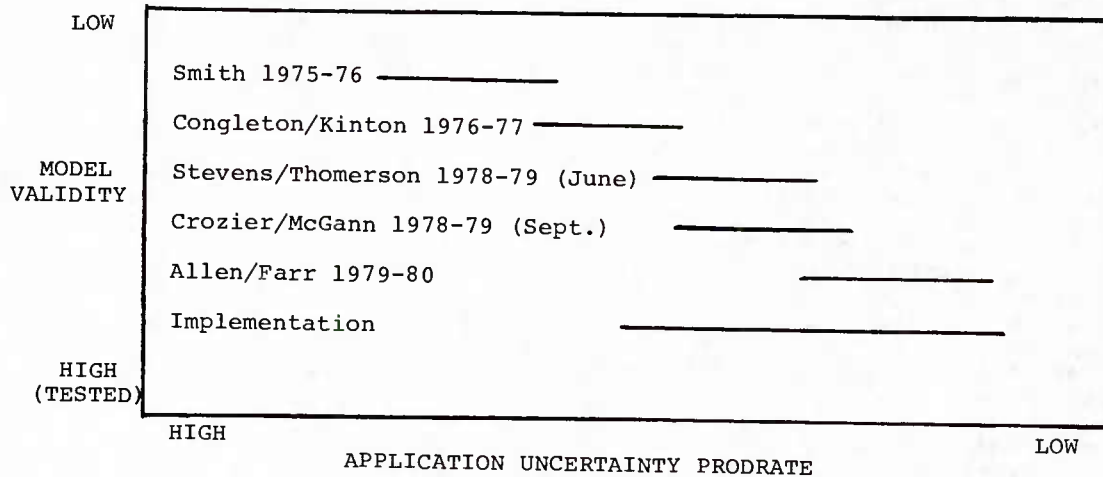 LOW
Smith 1975-76
Congleton/Kinton 1976-77
MODEL
VALIDITY
Stevens/Thomerson 1978-79 (June)
Crozier/McGann 1978-79 (Sept.)
Allen/Farr 1979-80
Implementation
HIGH
(TESTED)
HIGH
LOW
APPLICATION UNCERTAINTY PRODRATE